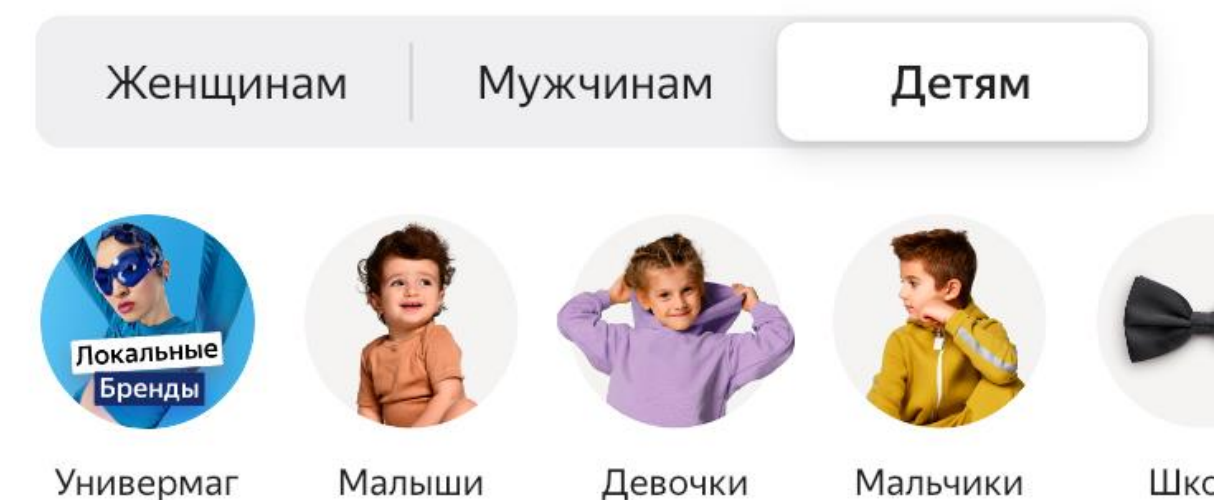 Женщинам Мужчинам Детям
Локальные
Бренды
Универмаг Малыши Девочки Мальчики